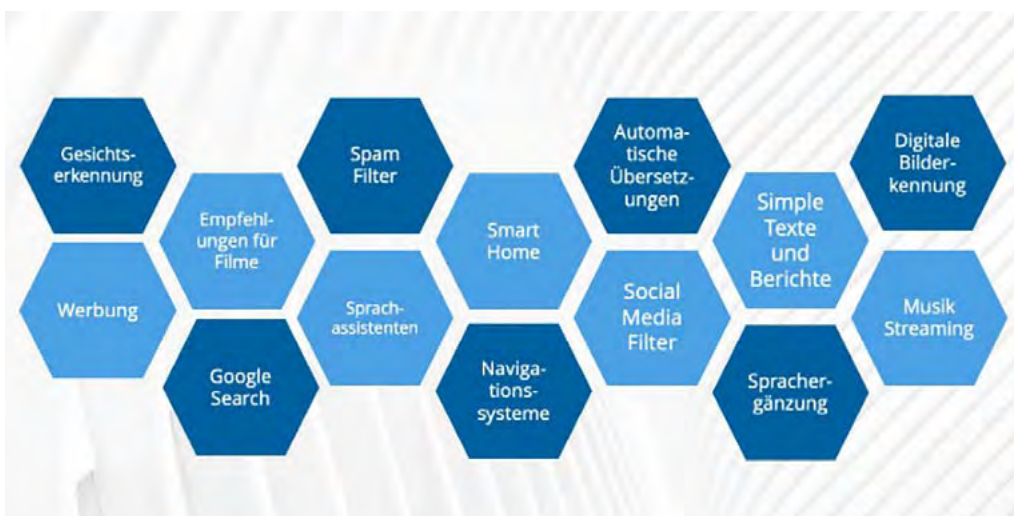 Gesichts-
erkennung
Werbung
Empfehl-
ungen für
Filme
Google
Search
Spam
Filter
Sprach-
assistenten
Smart
Home
Naviga-
tions-
systeme
Automa-
tische
Übersetz-
ungen
Social
Media
Filter
Simple
Texte
und
Berichte
Spracher-
gänzung
Digitale
Bilder-
kennung
Musik
Streaming